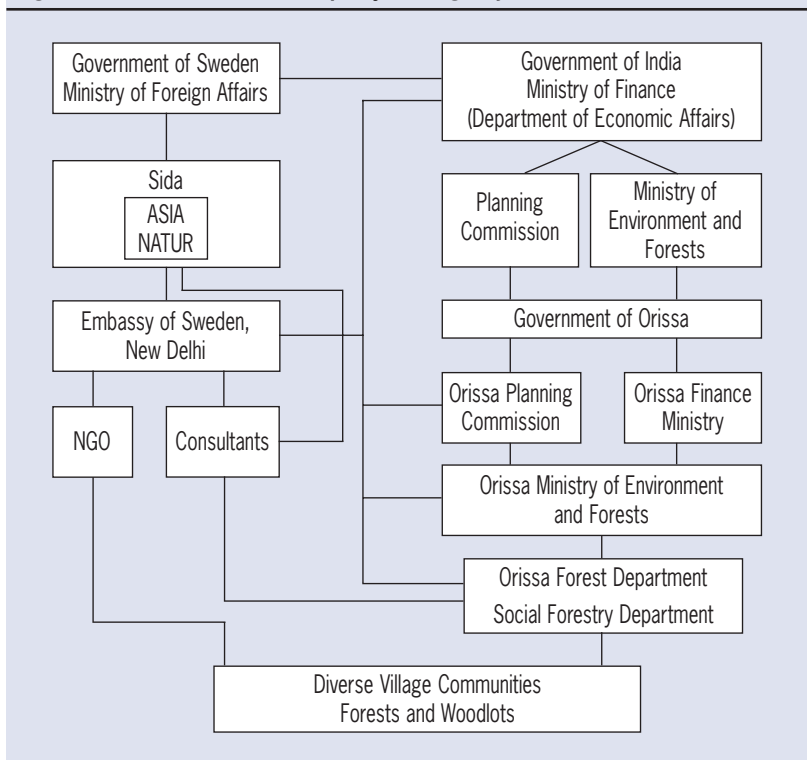 Government of Sweden
Ministry of Foreign Affairs
Government of India
Ministry of Finance
(Department of Economic Affairs)
Sida
ASIA
NATUR
Planning
Commission
Ministry of
Environment and
Forests
Embassy of Sweden,
New Delhi
Government of Orissa
NGO
Consultants
Orissa Planning
Commission
Orissa Finance
Ministry
Orissa Ministry of Environment
and Forests
Orissa Forest Department
Social Forestry Department
Diverse Village Communities
Forests and Woodlots